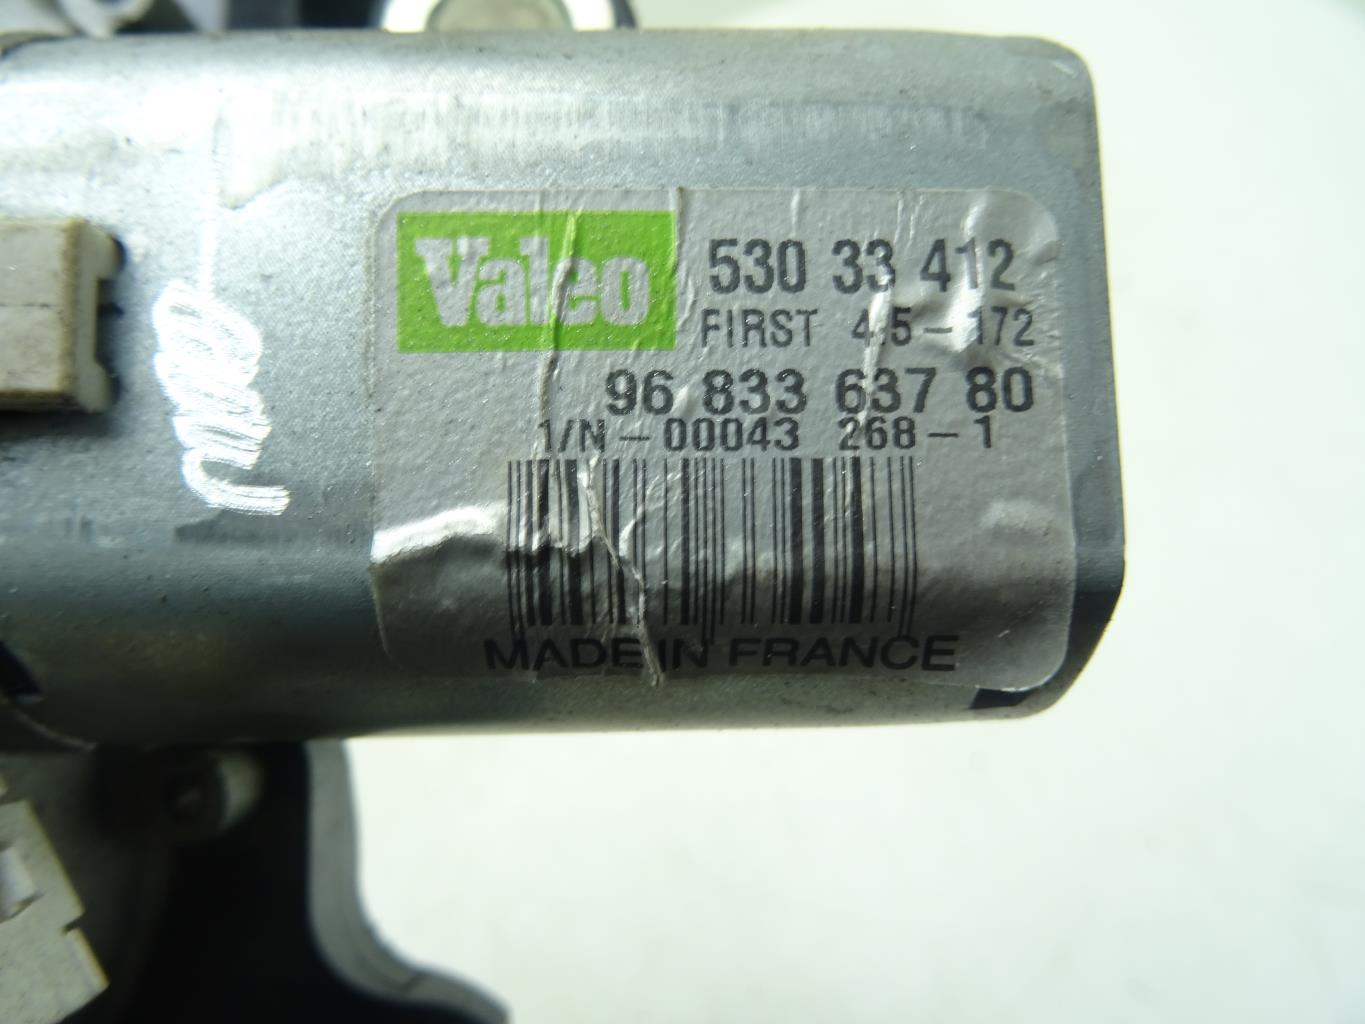 Valeo
530 33 412
FIRST 4.5-172
96 833 637 80
1/N-00043 268-1
MADE IN FRANCE